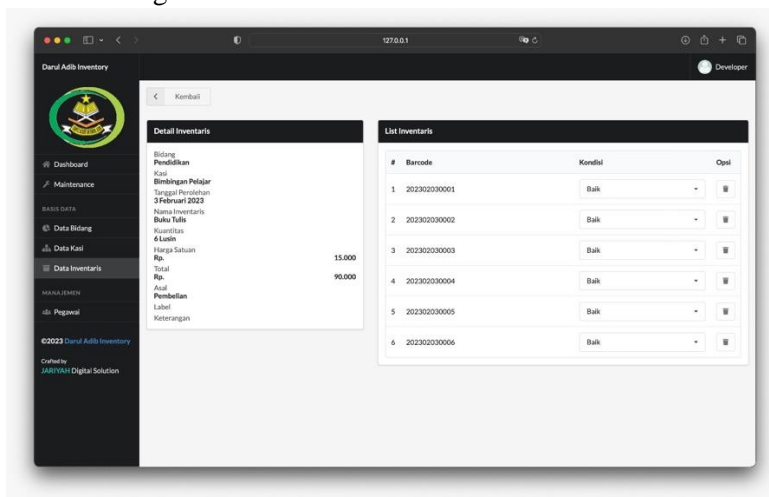 127.0.0.1
Darul Adib Inventory
Developer
Kembali
Dashboard
Maintenance
BASIS DATA
Data Bidang
Data Kasi
Data Inventaris
MANAJEMEN
Pegawai
©2023 Darul Adib Inventory
Crafted by
JARIYAH Digital Solution
Detail Inventaris
Bidang
Pendidikan
Kasi
Bimbingan Pelajar
Tanggal Perolehan
3 Februari 2023
Nama Inventaris
Buku Tulis
Kuantitas
6 Lusin
Harga Satuan
Rp. 15.000
Total
Rp. 90.000
Asal
Pembelian
Label
Keterangan
List Inventaris
# Barcode Kondisi Opsi
1 202302030001 Baik
2 202302030002 Baik
3 202302030003 Baik
4 202302030004 Baik
5 202302030005 Baik
6 202302030006 Baik